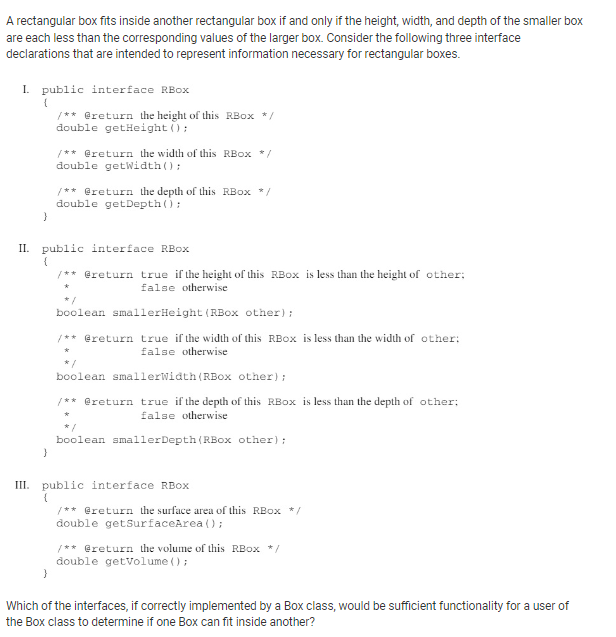 A rectangular box fits inside another rectangular box if and only if the height, width, and depth of the smaller box
are each less than the corresponding values of the larger box. Consider the following three interface
declarations that are intended to represent information necessary for rectangular boxes.
I. public interface RBox
{
/** @return the height of this RBox */
double getHeight();
/** @return the width of this RBox */
double getWidth();
/** @return the depth of this RBox */
double getDepth();
}
II. public interface RBox
{
/** @return true if the height of this RBox is less than the height of other;
* false otherwise
*/
boolean smallerHeight(RBox other);
/** @return true if the width of this RBox is less than the width of other;
* false otherwise
*/
boolean smallerWidth(RBox other);
/** @return true if the depth of this RBox is less than the depth of other;
* false otherwise
*/
boolean smallerDepth(RBox other);
}
III. public interface RBox
{
/** @return the surface area of this RBox */
double getSurfaceArea();
/** @return the volume of this RBox */
double getVolume();
}
Which of the interfaces, if correctly implemented by a Box class, would be sufficient functionality for a user of
the Box class to determine if one Box can fit inside another?